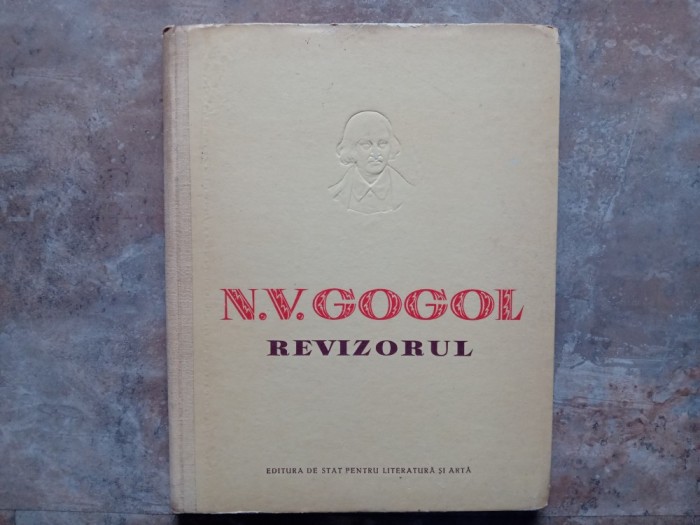 N.V. GOGOL
REVIZORUL
EDITURA DE STAT PENTRU LITERATURĂ ȘI ARTĂ